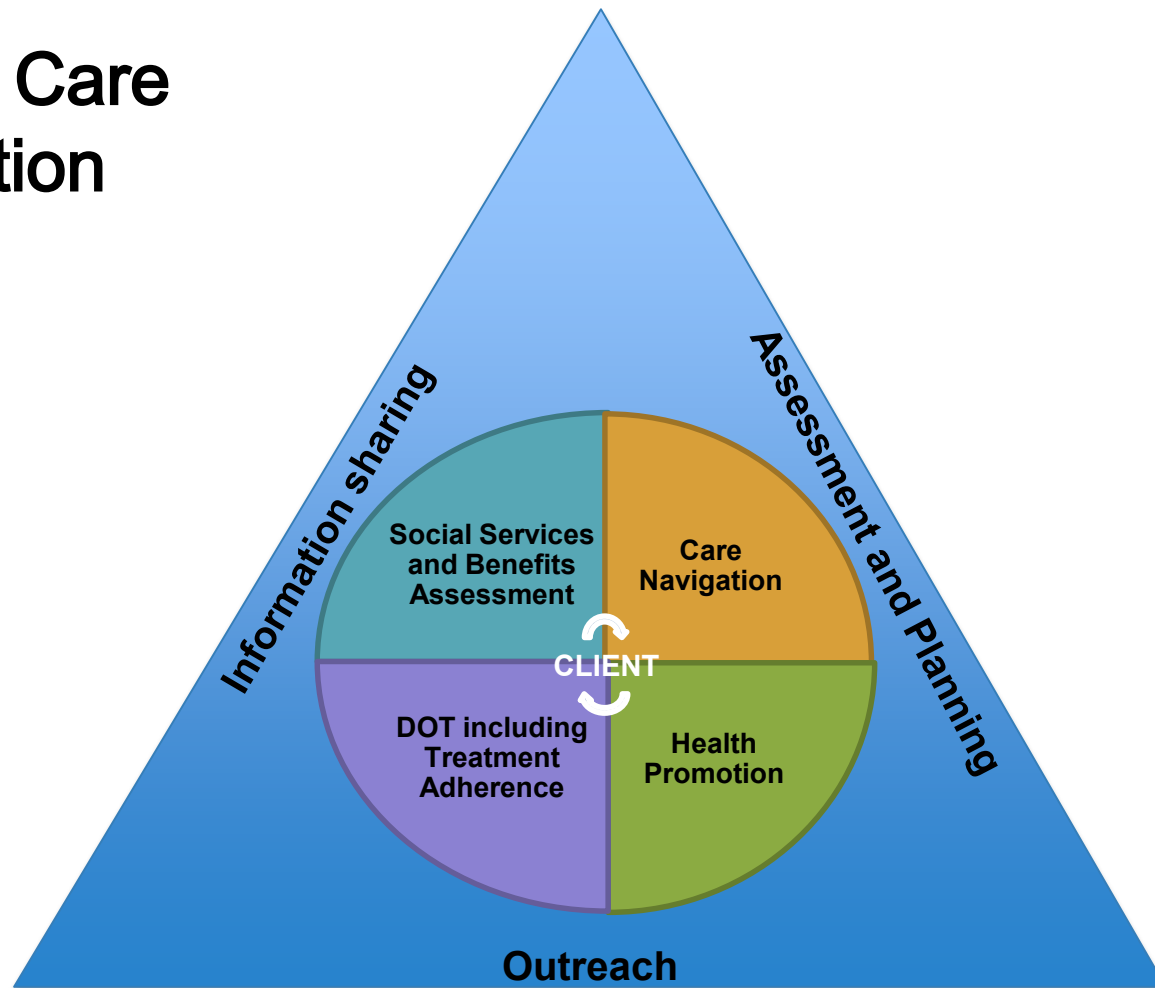 Care
tion
Information sharing
Assessment and Planning
Social Services
and Benefits
Assessment
Care
Navigation
CLIENT
DOT including
Treatment
Adherence
Health
Promotion
Outreach